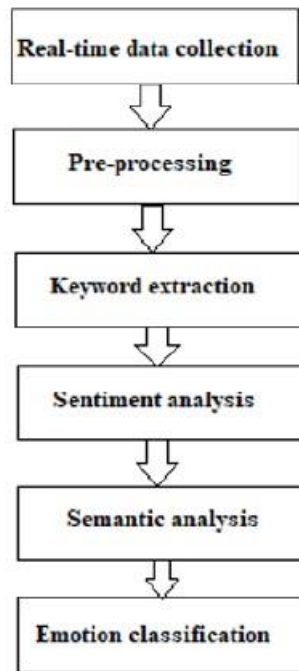 Real-time data collection
Pre-processing
Keyword extraction
Sentiment analysis
Semantic analysis
Emotion classification